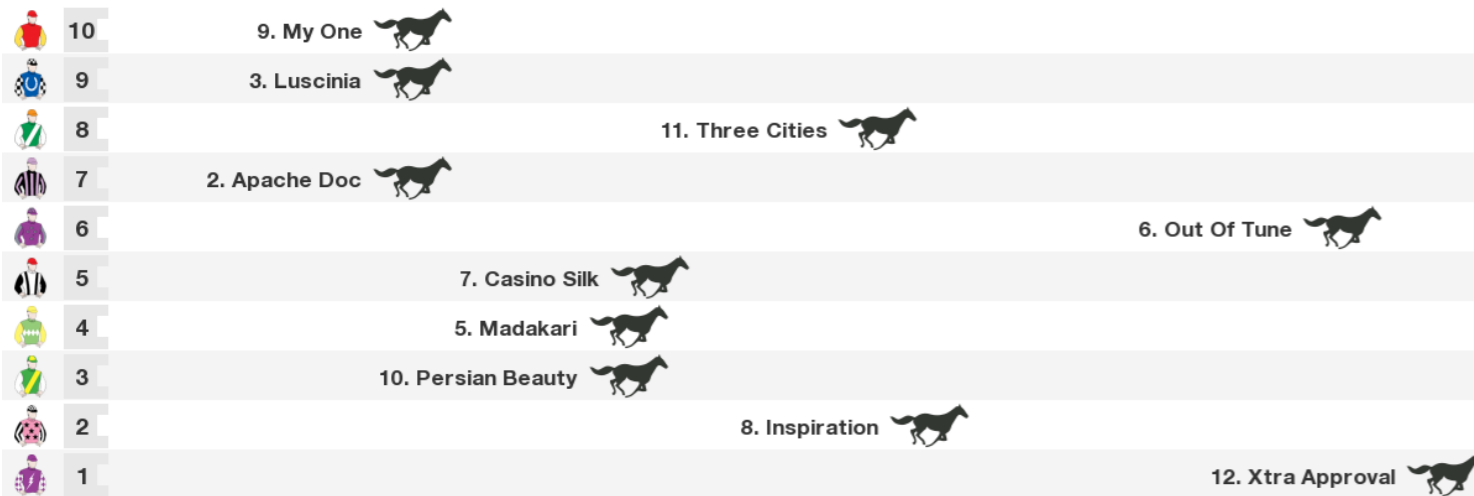 10 9. My One
9 3. Luscinia
8 11. Three Cities
7 2. Apache Doc
6 6. Out Of Tune
5 7. Casino Silk
4 5. Madakari
3 10. Persian Beauty
2 8. Inspiration
1 12. Xtra Approval